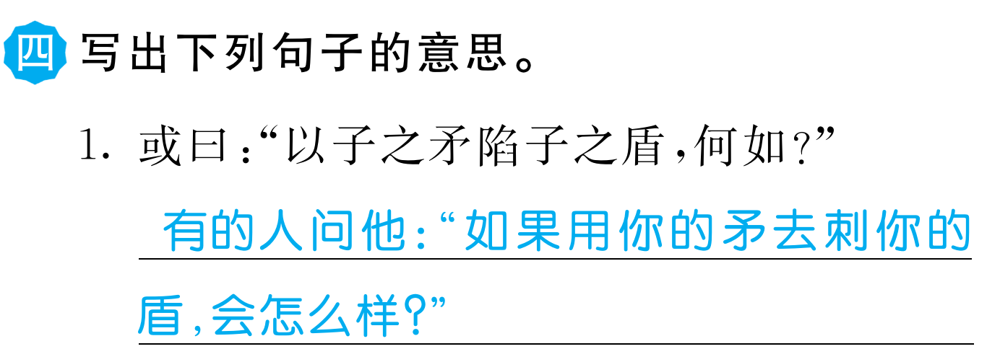 四 写出下列句子的意思。
1. 或曰:“以子之矛陷子之盾,何如?”
有的人问他:“如果用你的矛去刺你的
盾,会怎么样?”